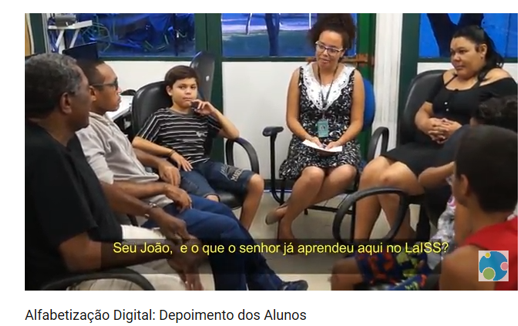 Seu João,  e o que o senhor já aprendeu aqui no LaISS?
Alfabetização Digital: Depoimento dos Alunos